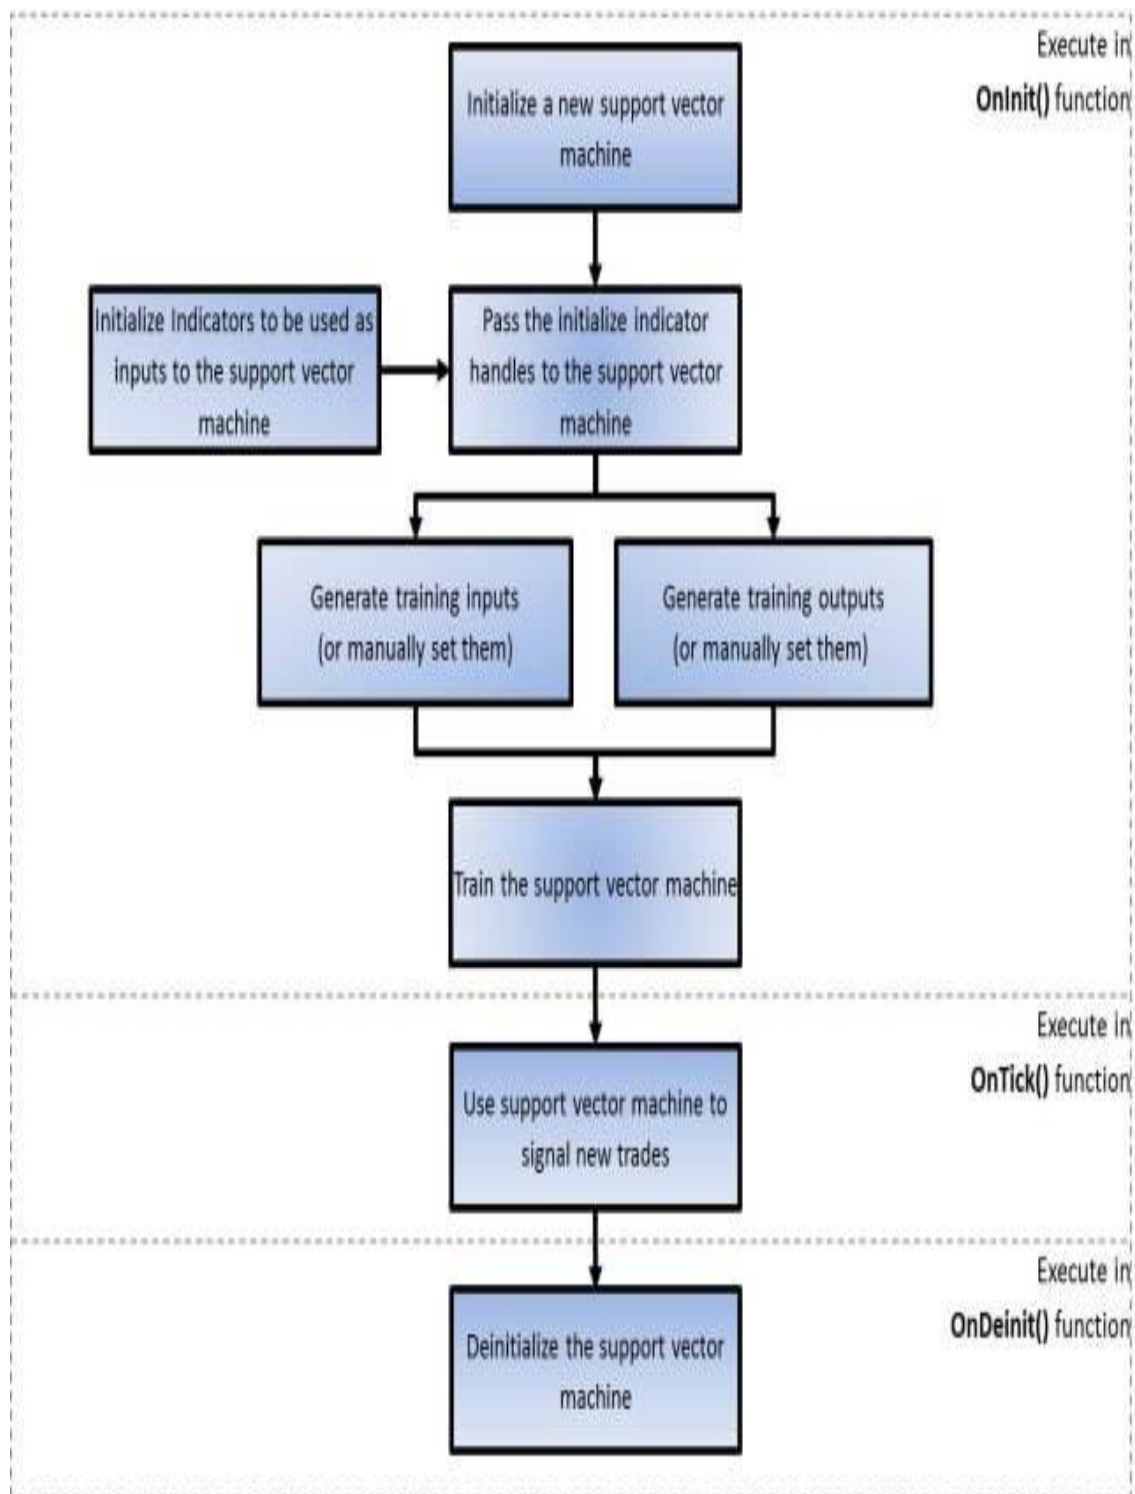 Execute in
OnInit() function
Initialize a new support vector
machine
Initialize Indicators to be used as
inputs to the support vector
machine
Pass the initialize indicator
handles to the support vector
machine
Generate training inputs
(or manually set them)
Generate training outputs
(or manually set them)
Train the support vector machine
Execute in
OnTick() function
Use support vector machine to
signal new trades
Execute in
OnDeinit() function
Deinitialize the support vector
machine